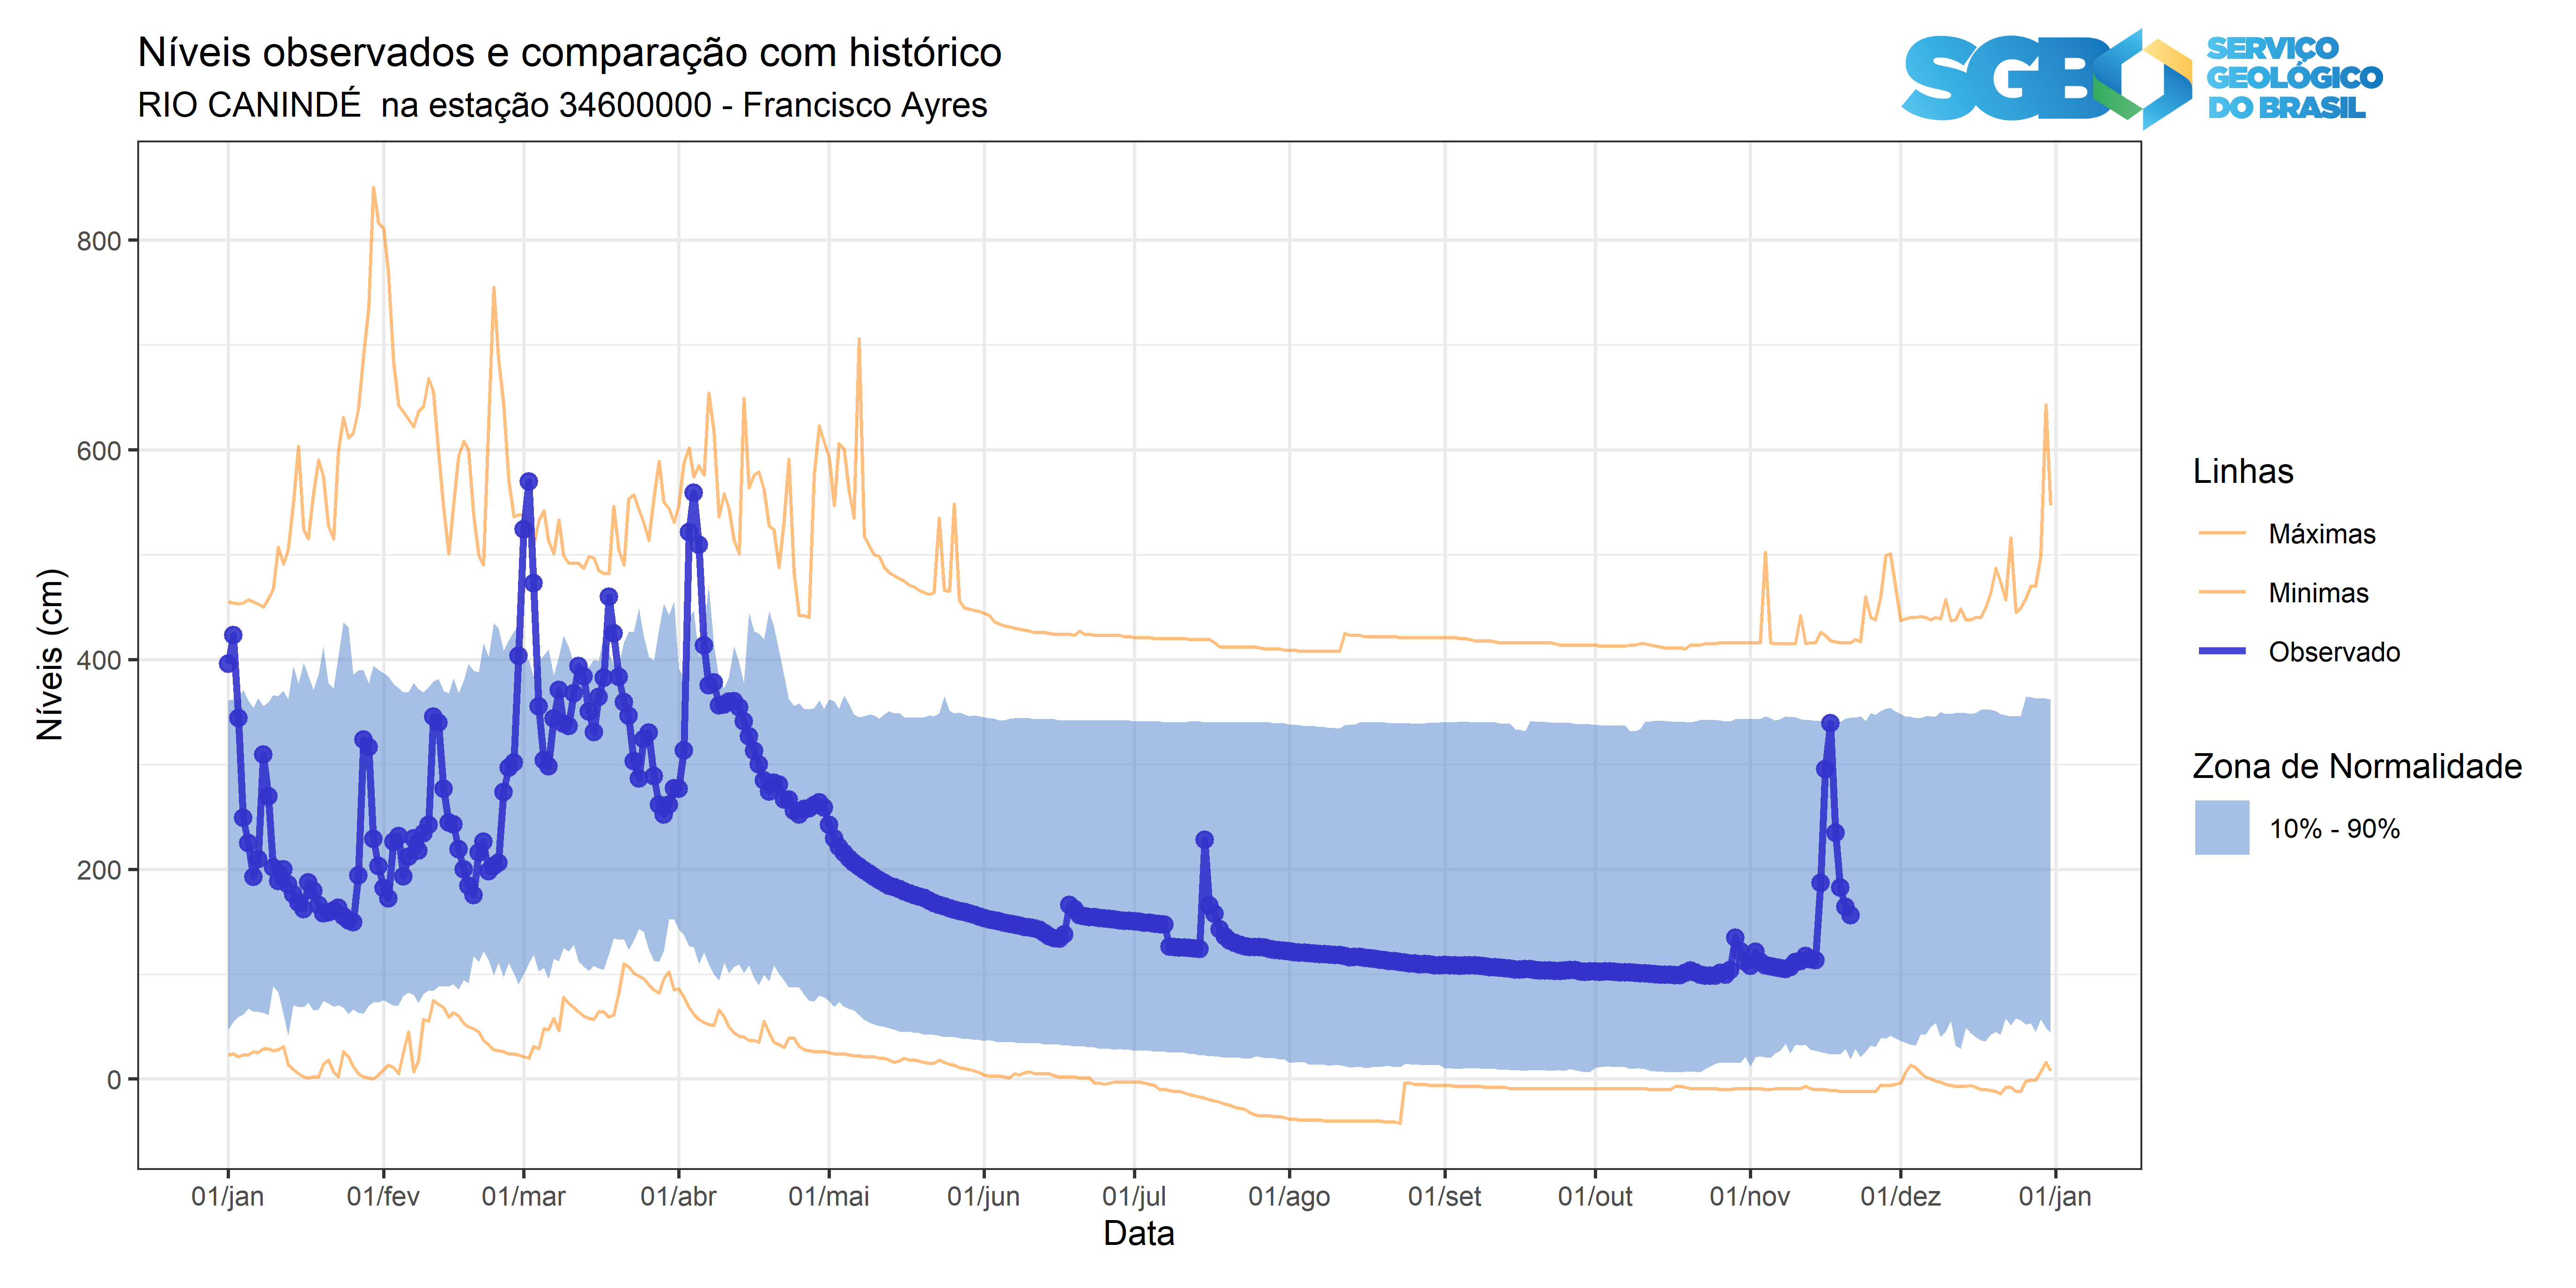 Níveis observados e comparação com histórico
RIO CANINDÉ  na estação 34600000 - Francisco Ayres
SGB
SERVIÇO
GEOLÓGICO
DO BRASIL
Níveis (cm)
800
600
400
200
0
01/jan
01/fev
01/mar
01/abr
01/mai
01/jun
01/jul
01/ago
01/set
01/out
01/nov
01/dez
01/jan
Data
Linhas
Máximas
Minimas
Observado
Zona de Normalidade
10% - 90%